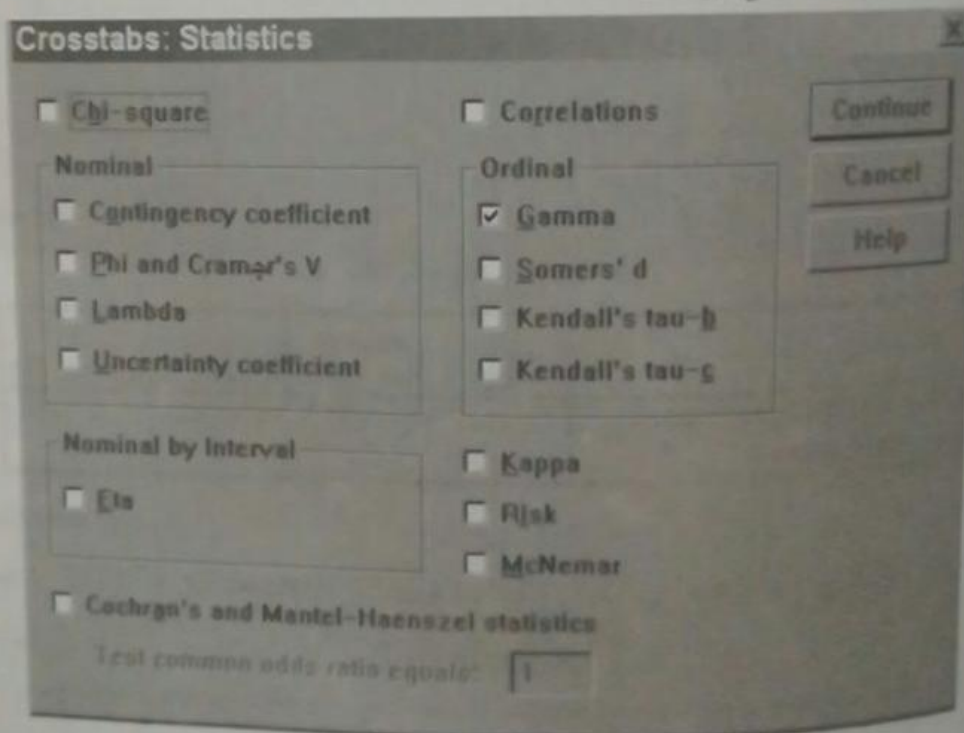 Crosstabs: Statistics
Chi-square
Correlations
Continue
Cancel
Help
Nominal
Contingency coefficient
Phi and Cramer's V
Lambda
Uncertainty coefficient
Ordinal
Gamma
Somers' d
Kendall's tau-b
Kendall's tau-c
Nominal by Interval
Eta
Kappa
Risk
McNemar
Cochran's and Mantel-Haenszel statistics
Test common odds ratio equals: 1